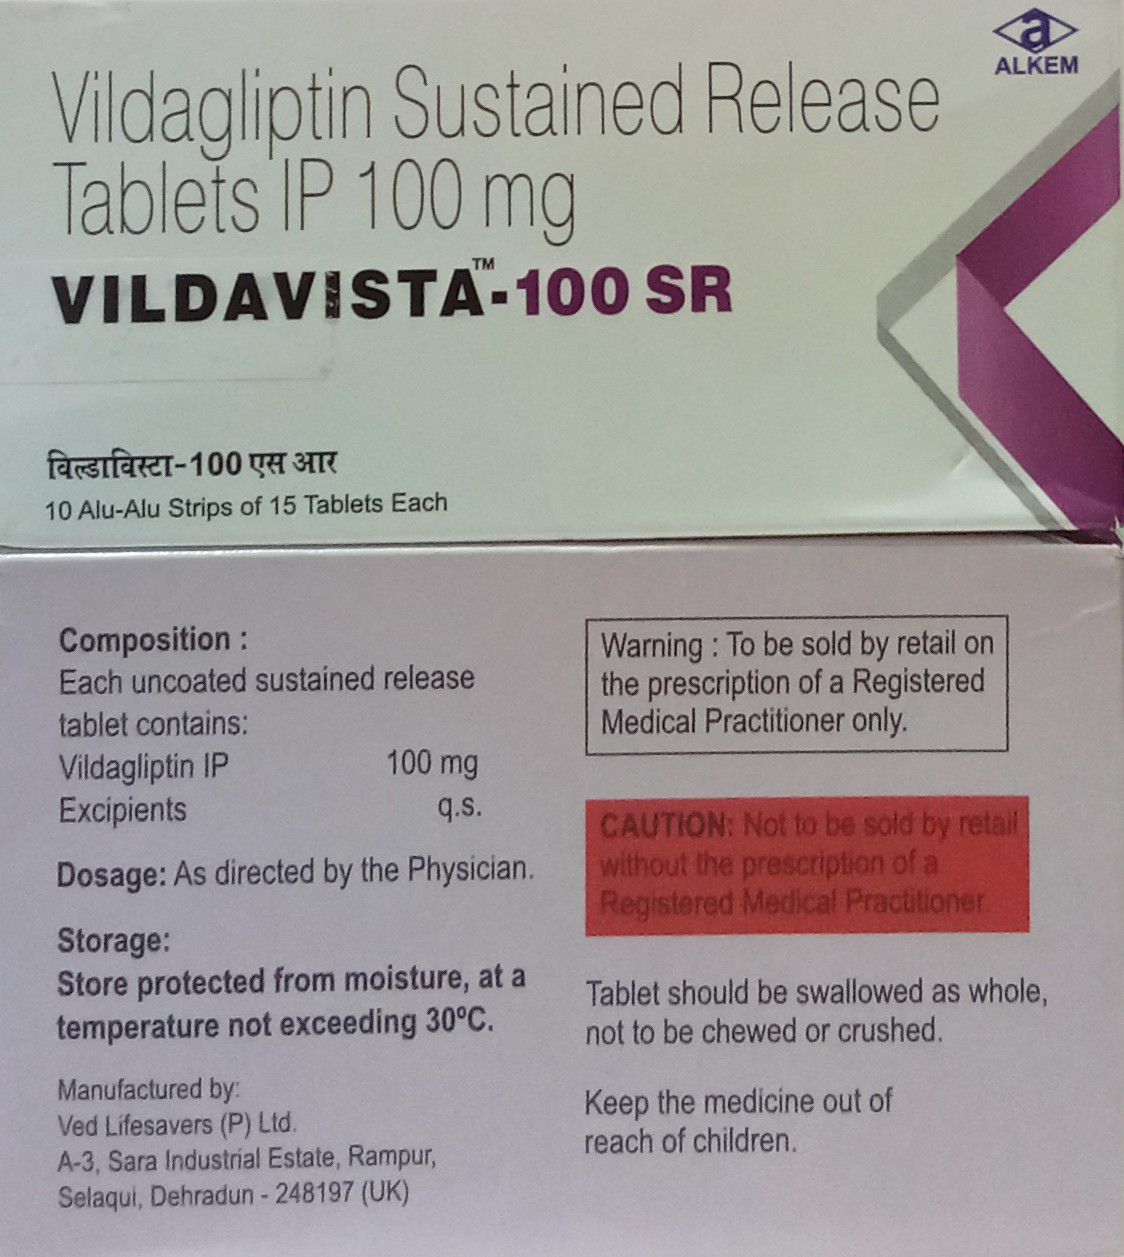 a
ALKEM
Vildagliptin Sustained Release
Tablets IP 100 mg
VILDAVISTA™-100 SR
विल्डाविस्टा-100 एस आर
10 Alu-Alu Strips of 15 Tablets Each
Composition :
Each uncoated sustained release
tablet contains:
Vildagliptin IP 100 mg
Excipients q.s.
Dosage: As directed by the Physician.
Storage:
Store protected from moisture, at a
temperature not exceeding 30ºC.
Manufactured by:
Ved Lifesavers (P) Ltd.
A-3, Sara Industrial Estate, Rampur,
Selaqui, Dehradun - 248197 (UK)
Warning : To be sold by retail on
the prescription of a Registered
Medical Practitioner only.
CAUTION: Not to be sold by retail
without the prescription of a
Registered Medical Practitioner.
Tablet should be swallowed as whole,
not to be chewed or crushed.
Keep the medicine out of
reach of children.